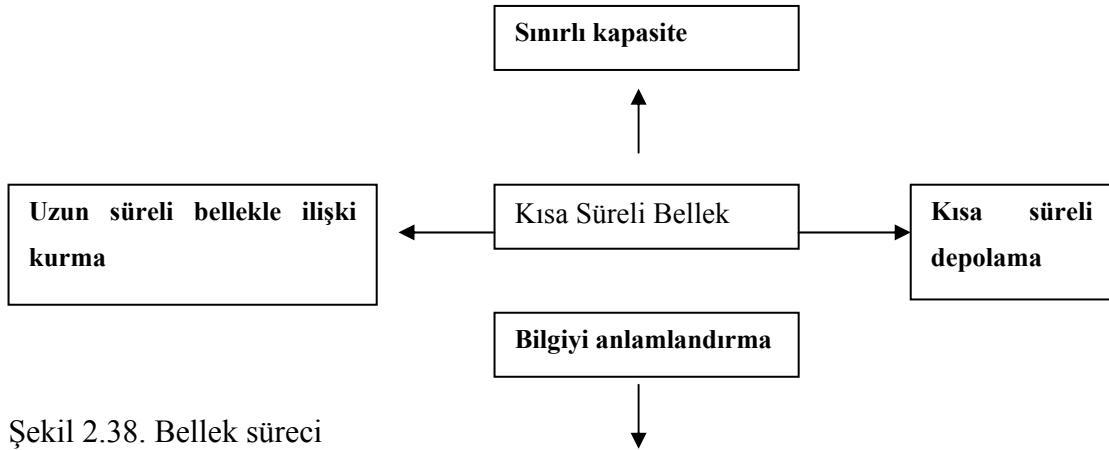 Sınırlı kapasite
Uzun süreli bellekle ilişki
kurma
Kısa Süreli Bellek
Kısa süreli
depolama
Bilgiyi anlamlandırma
Şekil 2.38. Bellek süreci